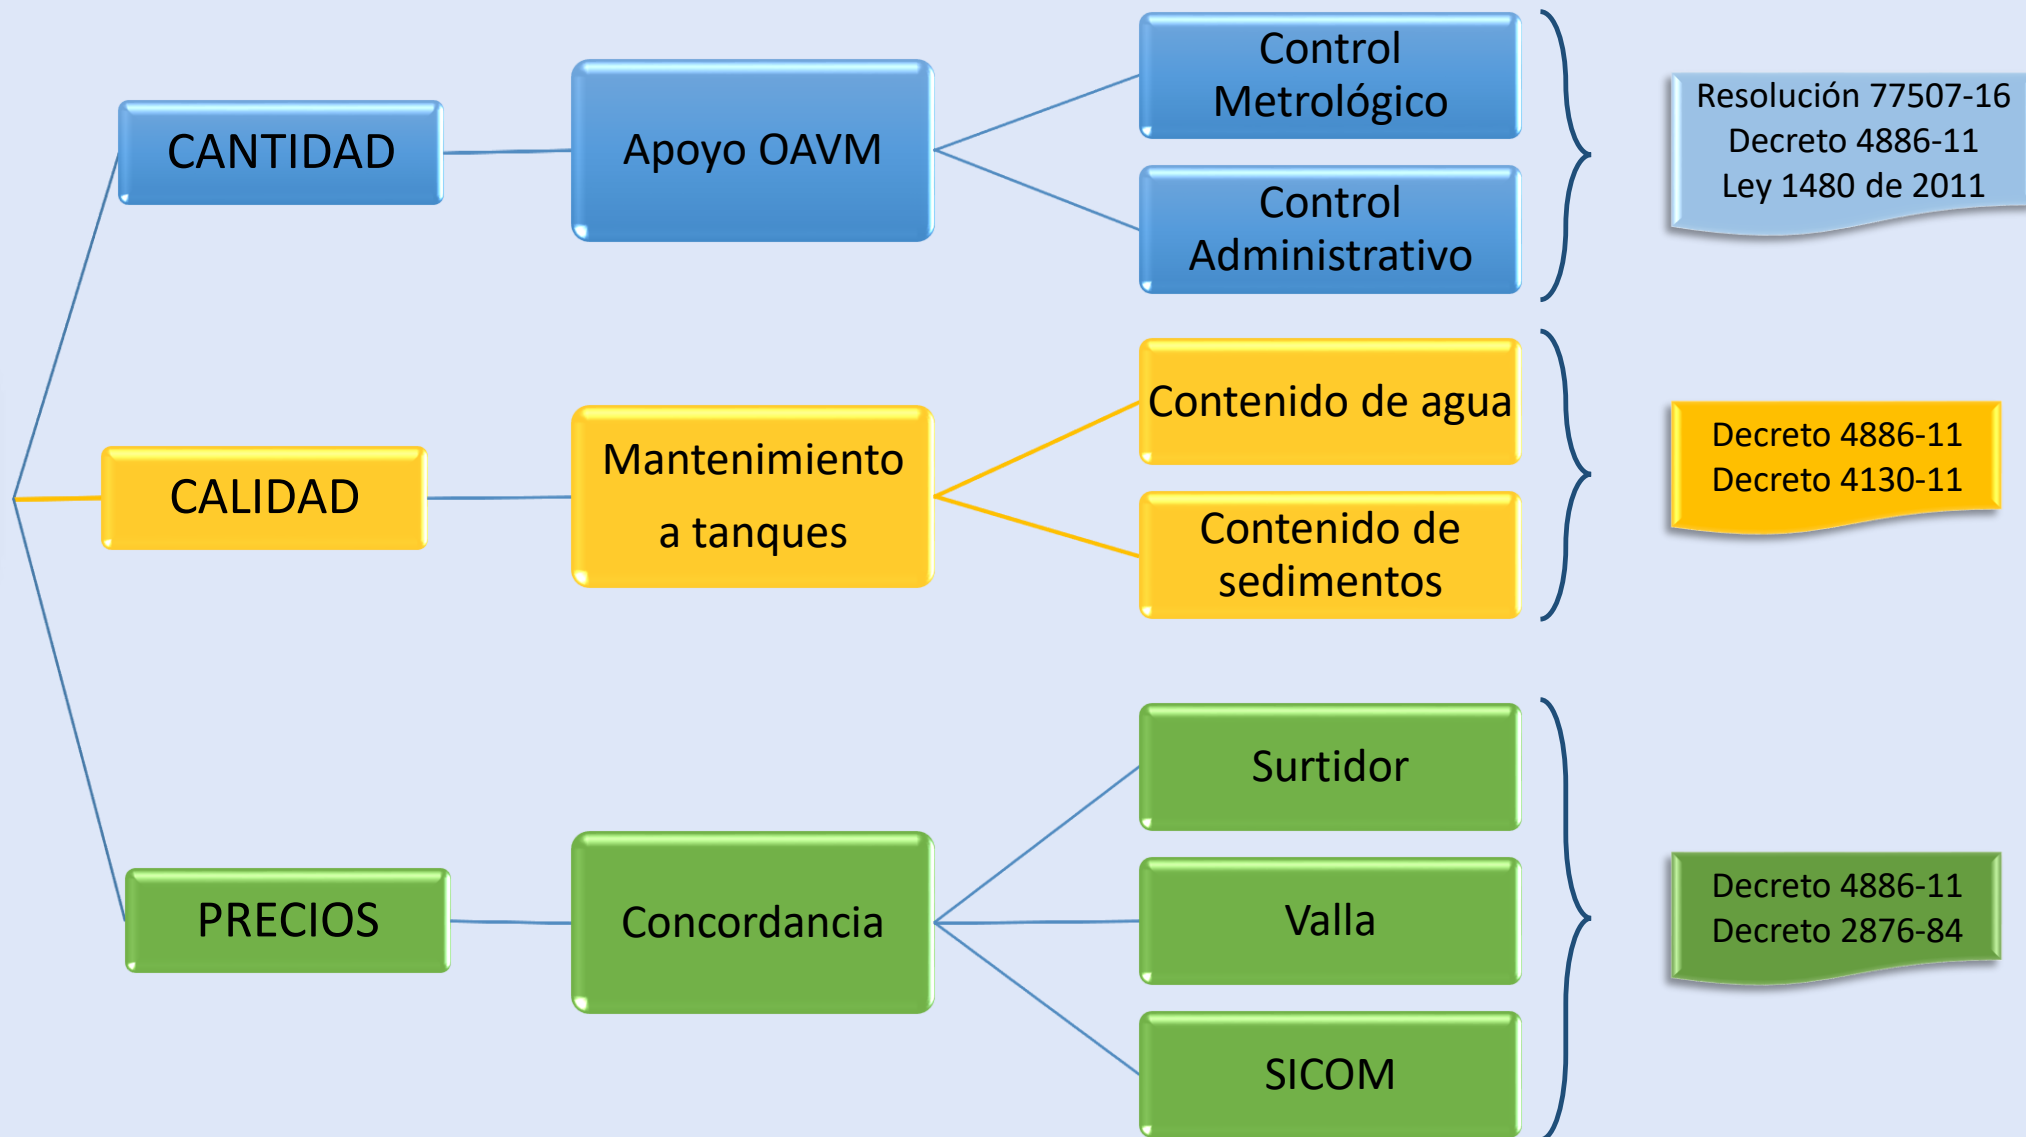 CANTIDAD
Apoyo OAVM
Control
Metrológico
Control
Administrativo
Resolución 77507-16
Decreto 4886-11
Ley 1480 de 2011
CALIDAD
Mantenimiento
a tanques
Contenido de agua
Contenido de
sedimentos
Decreto 4886-11
Decreto 4130-11
PRECIOS
Concordancia
Surtidor
Valla
SICOM
Decreto 4886-11
Decreto 2876-84